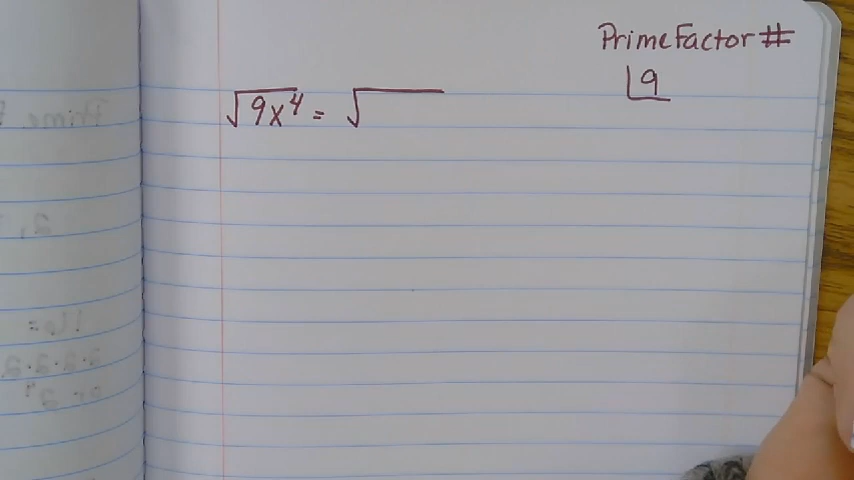 Prime Factor #
9
√9x⁴ = √